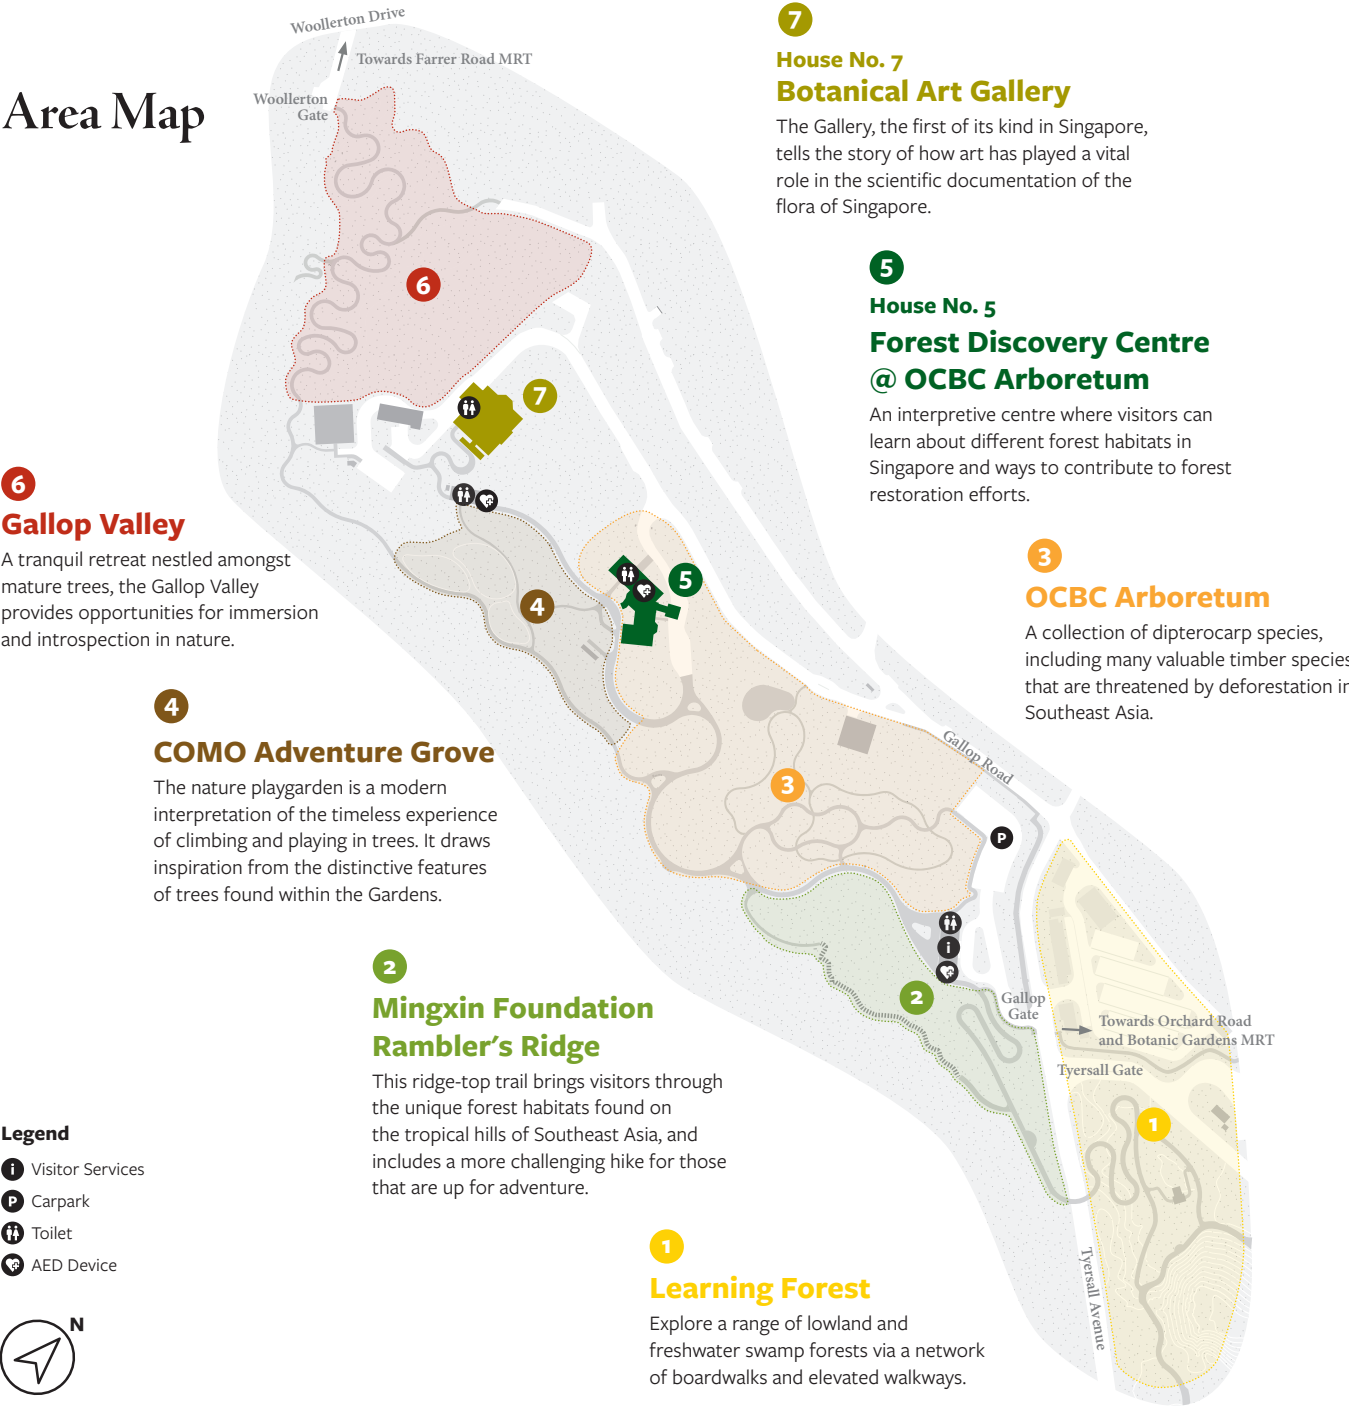 Area Map
Woollerton Drive
Towards Farrer Road MRT
Woollerton
Gate
7
House No. 7
Botanical Art Gallery
The Gallery, the first of its kind in Singapore,
tells the story of how art has played a vital
role in the scientific documentation of the
flora of Singapore.
5
House No. 5
Forest Discovery Centre
@ OCBC Arboretum
An interpretive centre where visitors can
learn about different forest habitats in
Singapore and ways to contribute to forest
restoration efforts.
3
OCBC Arboretum
A collection of dipterocarp species,
including many valuable timber species
that are threatened by deforestation in
Southeast Asia.
6
Gallop Valley
A tranquil retreat nestled amongst
mature trees, the Gallop Valley
provides opportunities for immersion
and introspection in nature.
4
COMO Adventure Grove
The nature playgarden is a modern
interpretation of the timeless experience
of climbing and playing in trees. It draws
inspiration from the distinctive features
of trees found within the Gardens.
2
Mingxin Foundation
Rambler's Ridge
This ridge-top trail brings visitors through
the unique forest habitats found on
the tropical hills of Southeast Asia, and
includes a more challenging hike for those
that are up for adventure.
1
Learning Forest
Explore a range of lowland and
freshwater swamp forests via a network
of boardwalks and elevated walkways.
6
7
5
4
3
Gallop Road
P
i
2
Gallop
Gate
Towards Orchard Road
and Botanic Gardens MRT
Tyersall Gate
1
Tyersall Avenue
Legend
i Visitor Services
P Carpark
Toilet
AED Device
N